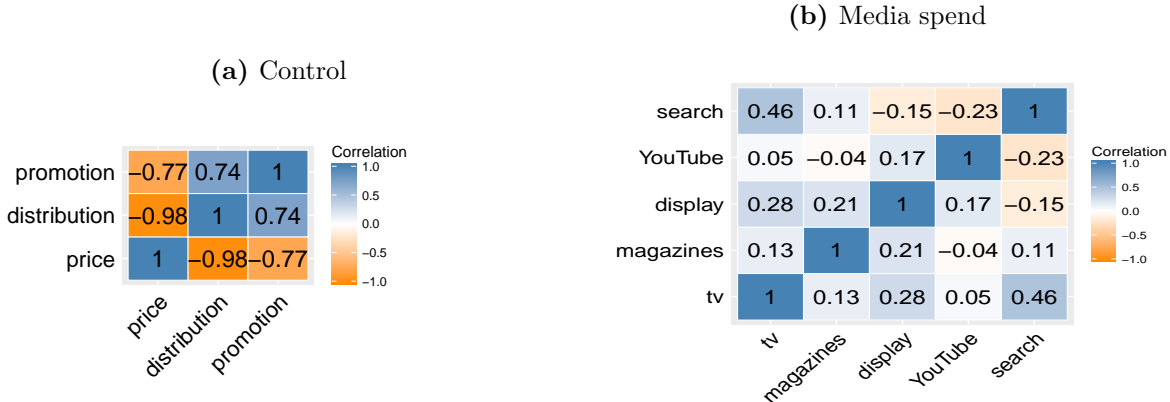 (a) Control
promotion −0.77 0.74 1
distribution −0.98 1 0.74
price 1 −0.98 −0.77
price distribution promotion
Correlation
1.0
0.5
0.0
−0.5
−1.0
(b) Media spend
search 0.46 0.11 −0.15 −0.23 1
YouTube 0.05 −0.04 0.17 1 −0.23
display 0.28 0.21 1 0.17 −0.15
magazines 0.13 1 0.21 −0.04 0.11
tv 1 0.13 0.28 0.05 0.46
tv magazines display YouTube search
Correlation
1.0
0.5
0.0
−0.5
−1.0